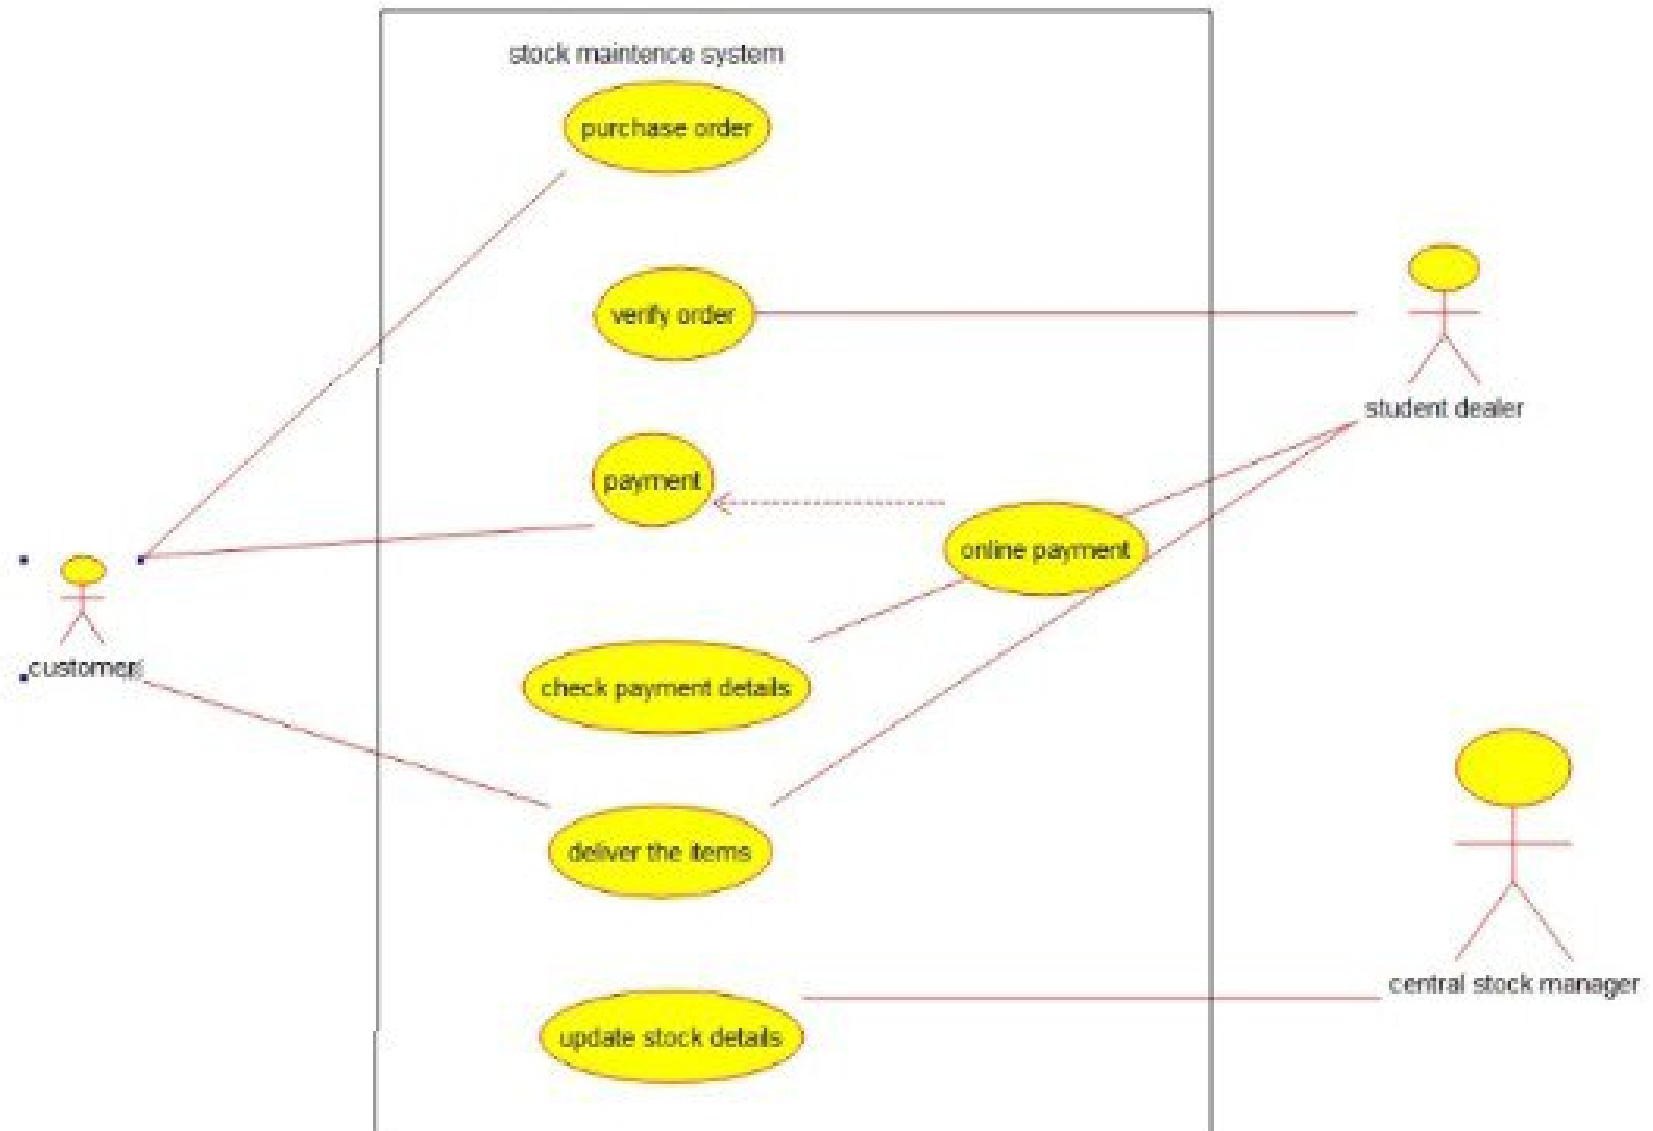 stock maintence system
purchase order
verify order
student dealer
payment
online payment
customer
check payment details
deliver the items
central stock manager
update stock details